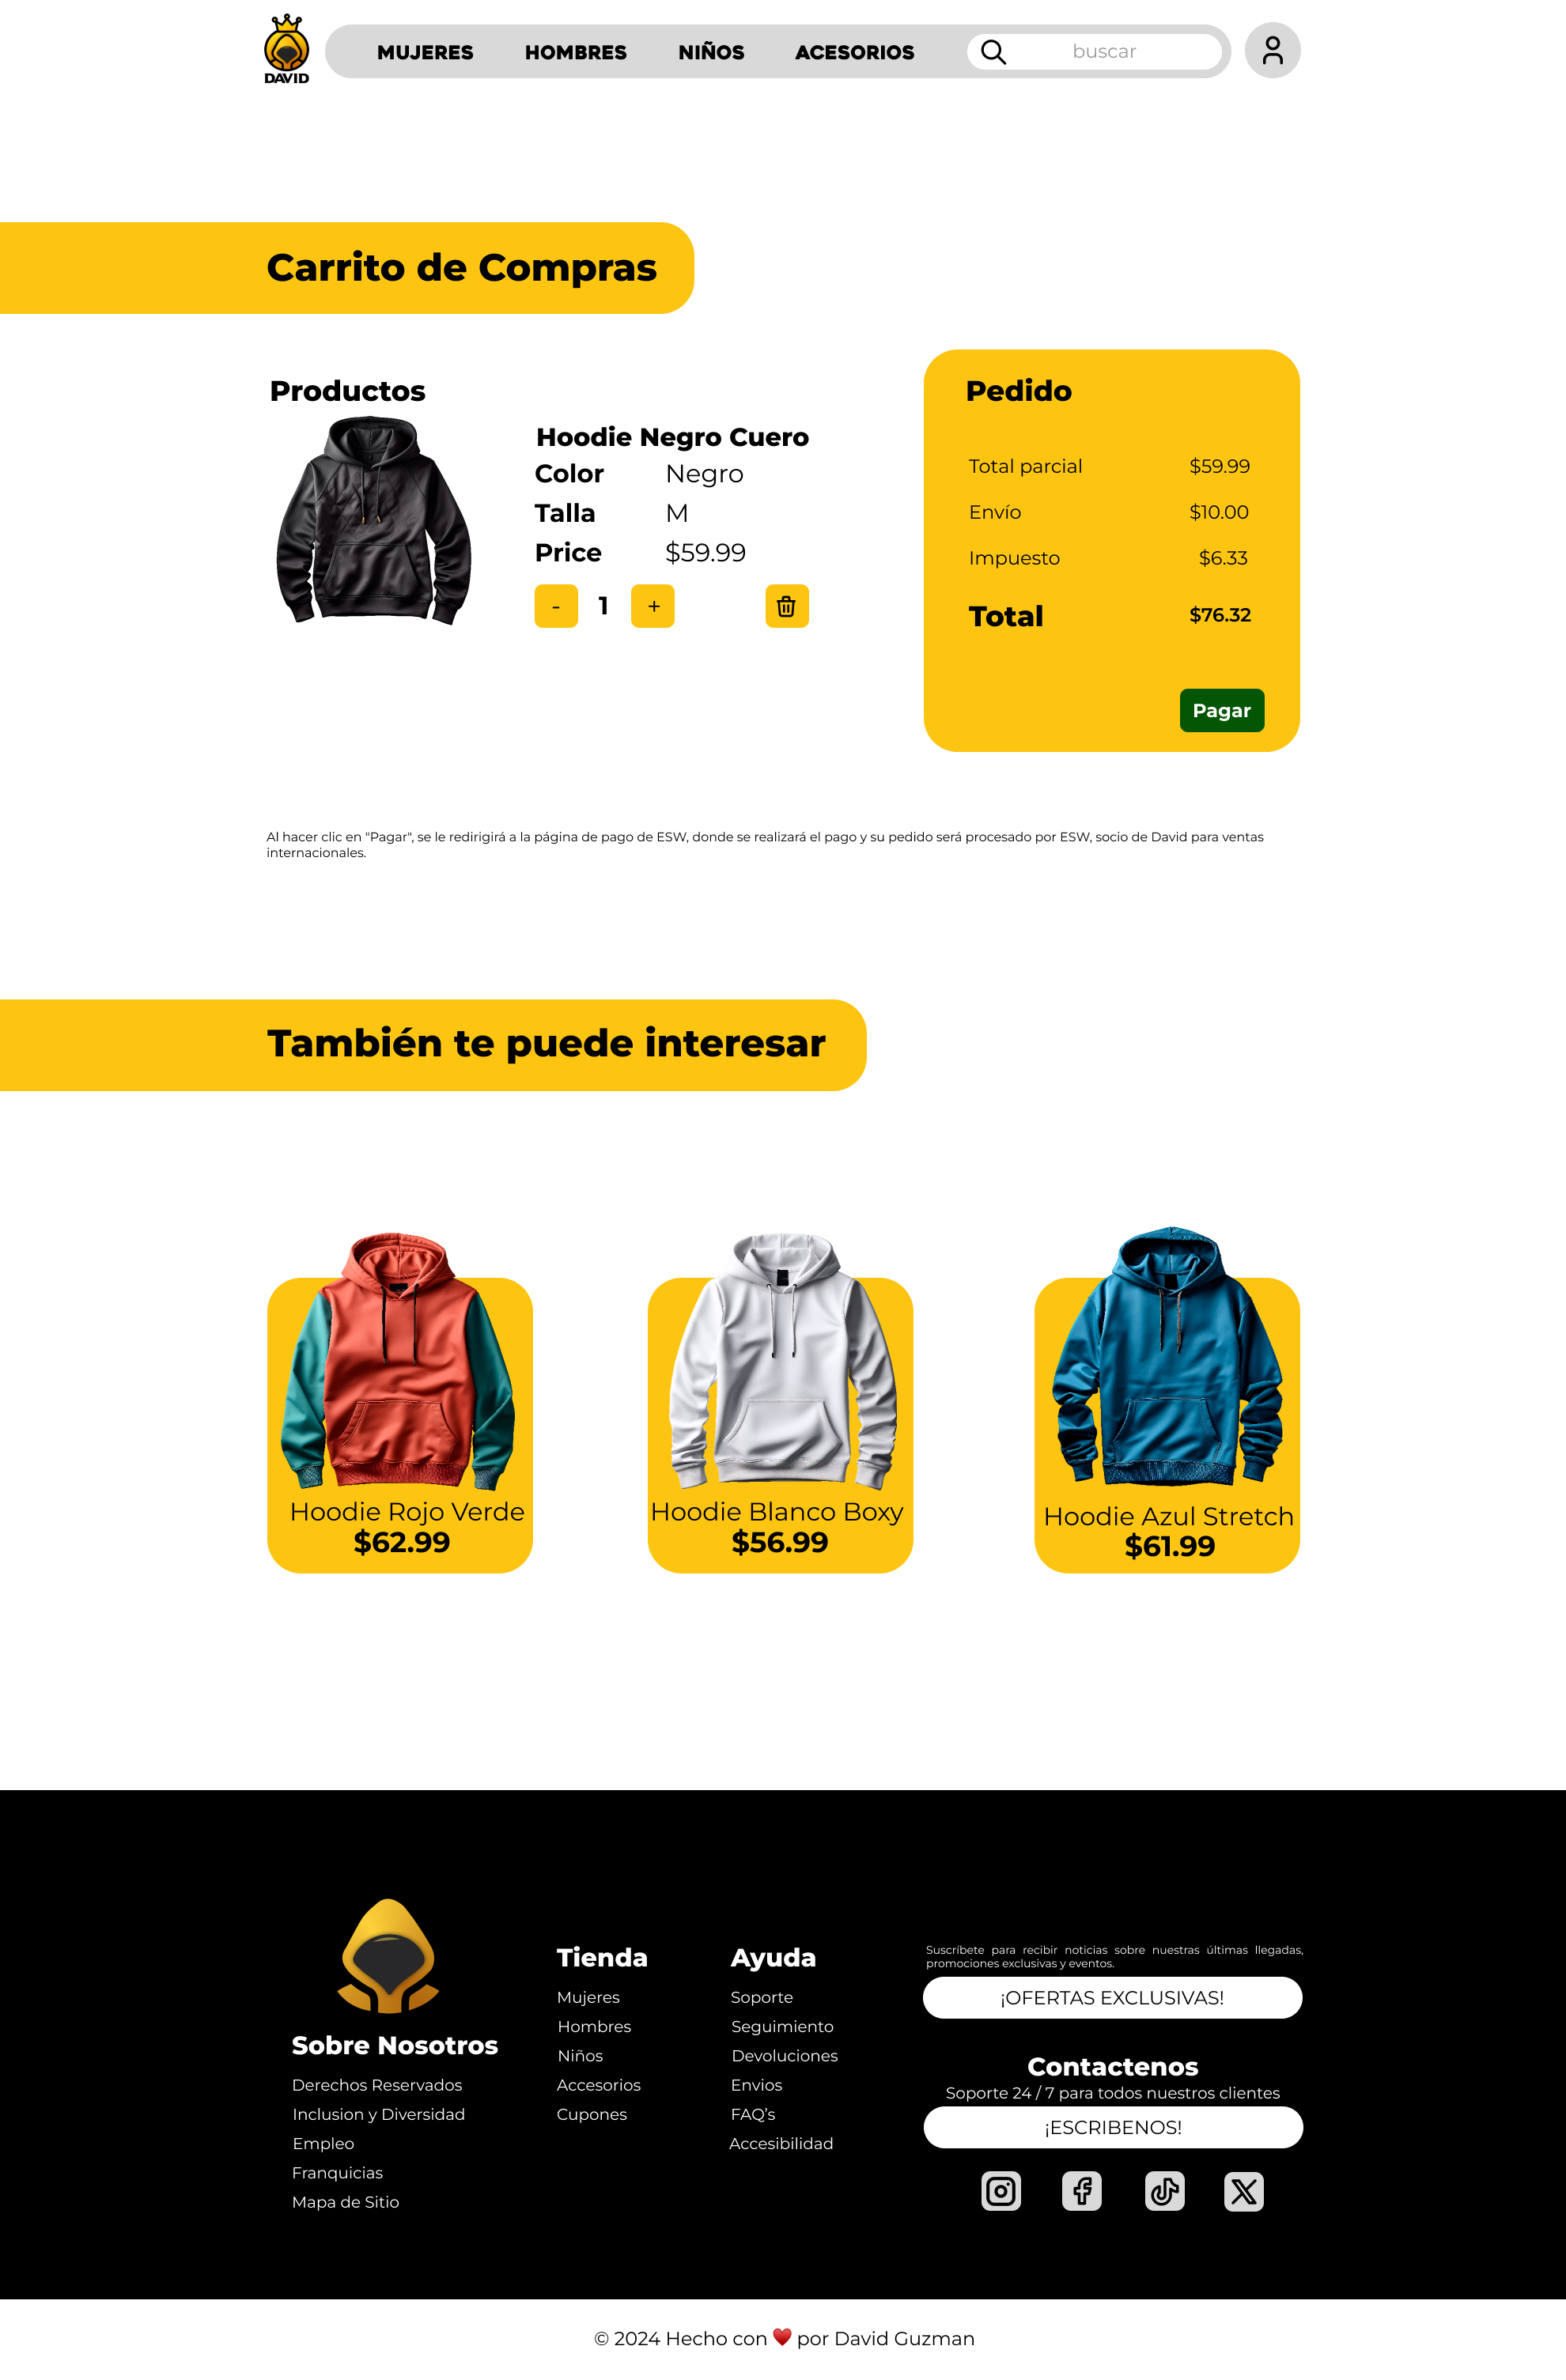 DAVID
MUJERES HOMBRES NIÑOS ACESORIOS buscar
Carrito de Compras
Productos
Hoodie Negro Cuero
Color Negro
Talla M
Price $59.99
- 1 +
Pedido
Total parcial $59.99
Envío $10.00
Impuesto $6.33
Total $76.32
Pagar
Al hacer clic en "Pagar", se le redirigirá a la página de pago de ESW, donde se realizará el pago y su pedido será procesado por ESW, socio de David para ventas
internacionales.
También te puede interesar
Hoodie Rojo Verde
$62.99
Hoodie Blanco Boxy
$56.99
Hoodie Azul Stretch
$61.99
Sobre Nosotros
Derechos Reservados
Inclusion y Diversidad
Empleo
Franquicias
Mapa de Sitio
Tienda
Mujeres
Hombres
Niños
Accesorios
Cupones
Ayuda
Soporte
Seguimiento
Devoluciones
Envios
FAQ's
Accesibilidad
Suscríbete para recibir noticias sobre nuestras últimas llegadas,
promociones exclusivas y eventos.
¡OFERTAS EXCLUSIVAS!
Contactenos
Soporte 24 / 7 para todos nuestros clientes
¡ESCRIBENOS!
© 2024 Hecho con ♥ por David Guzman